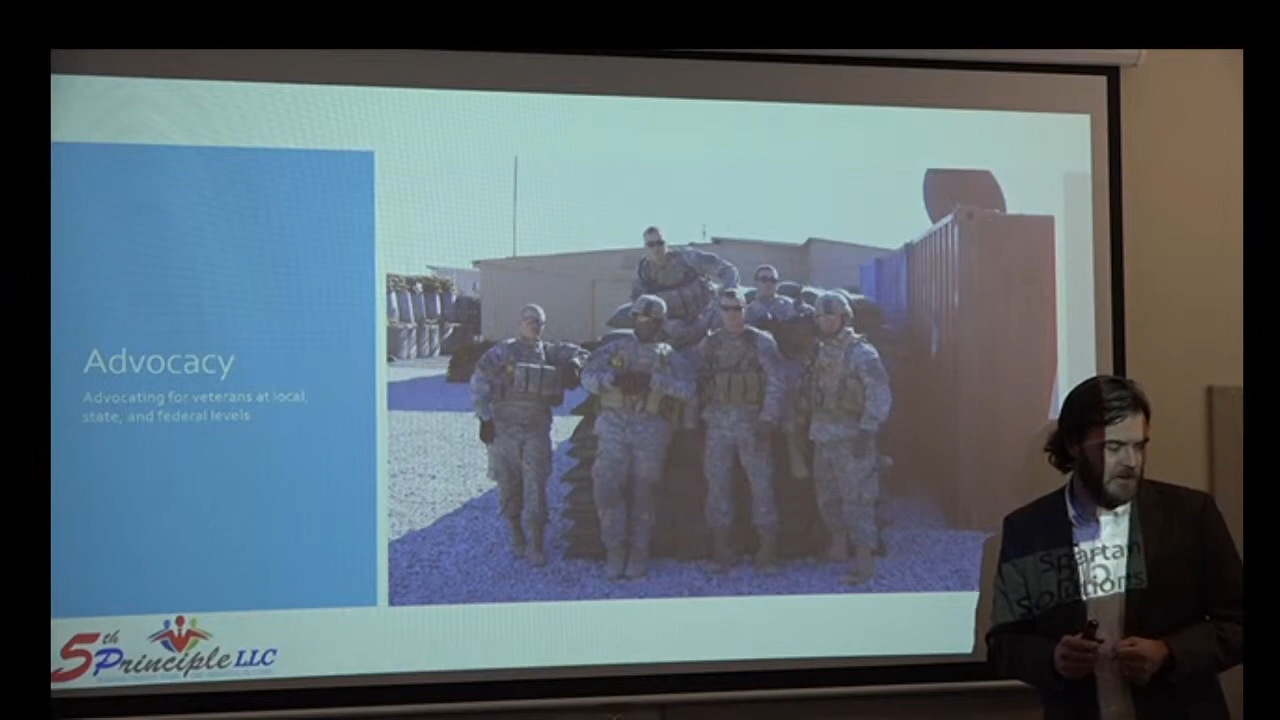 Advocacy
Advocating for veterans at local,
state, and federal levels
5th Principle LLC
Spartan
Solutions